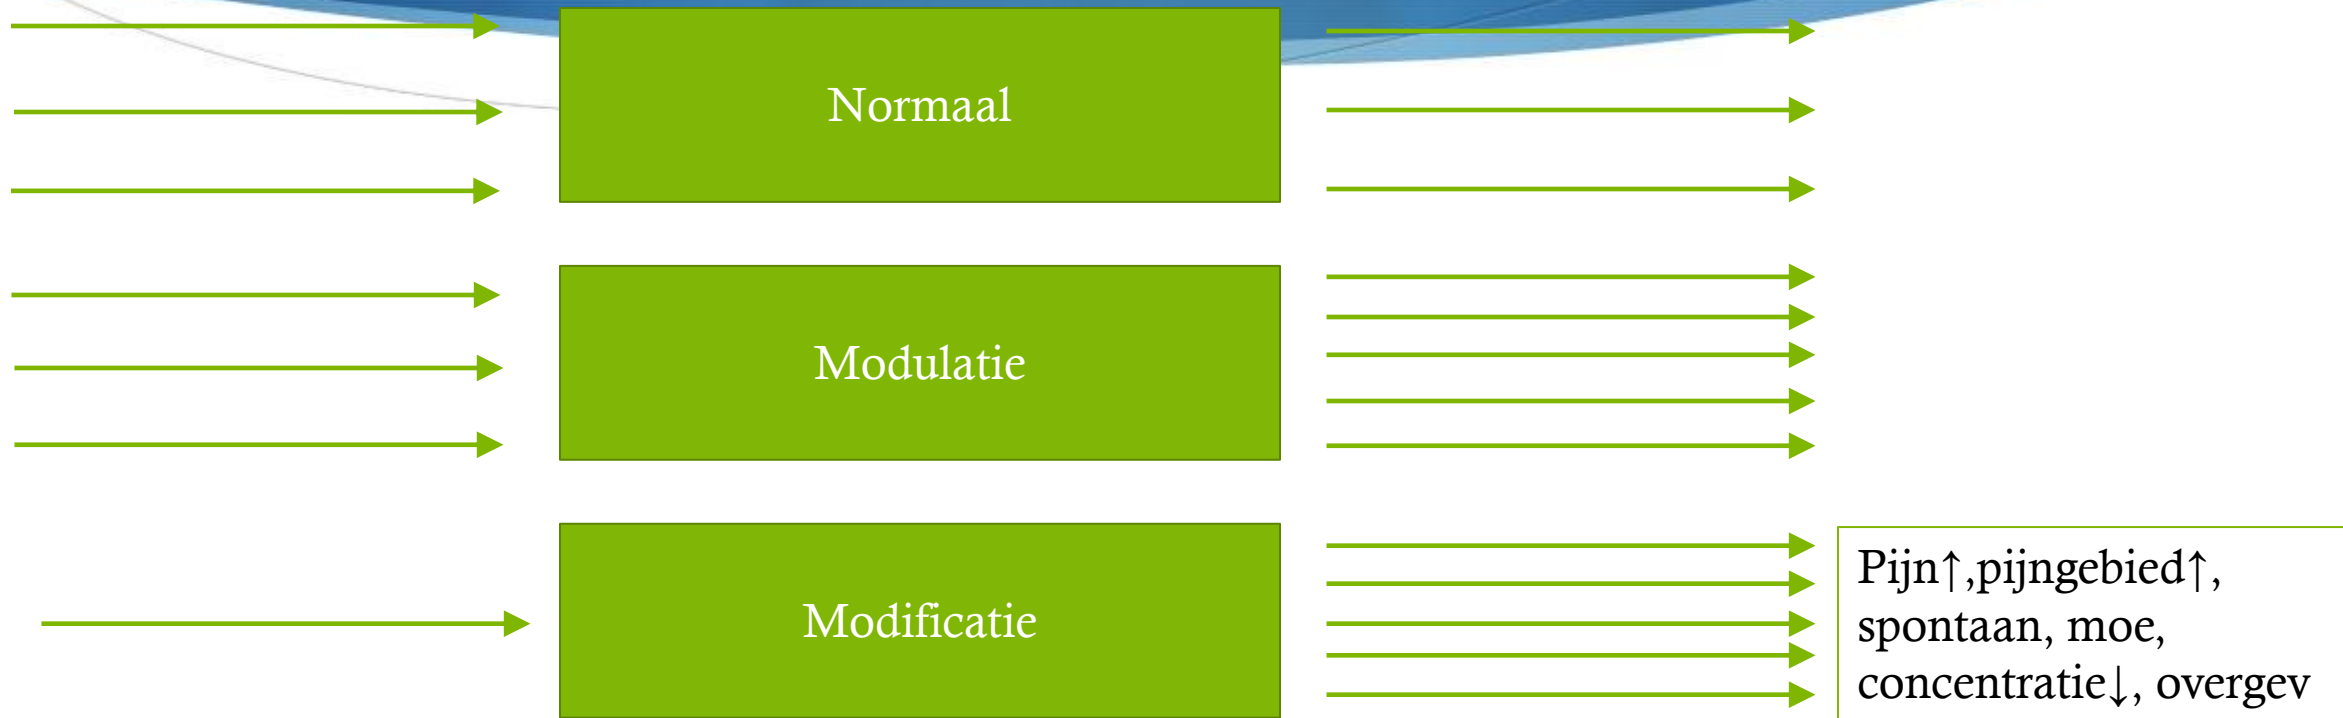 Normaal
Modulatie
Modificatie
Pijn↑,pijngebied↑,
spontaan, moe,
concentratie↓, overgev